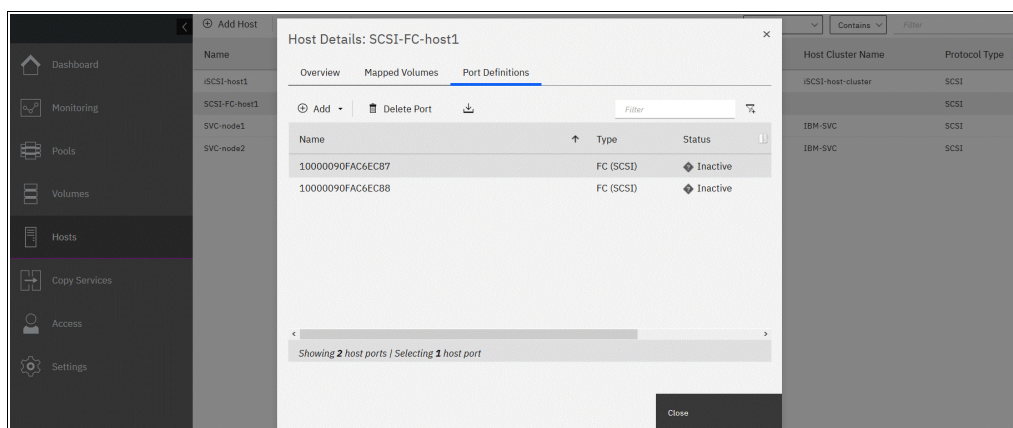 Add Host
Contains
Filter
Name
Host Cluster Name
Protocol Type
iSCSI-host1
iSCSI-host-cluster
SCSI
SCSI-FC-host1
SCSI
SVC-node1
IBM-SVC
SCSI
SVC-node2
IBM-SVC
SCSI
Dashboard
Monitoring
Pools
Volumes
Hosts
Copy Services
Access
Settings
Host Details: SCSI-FC-host1
Overview
Mapped Volumes
Port Definitions
Add
Delete Port
Filter
Name
Type
Status
10000090FAC6EC87
FC (SCSI)
Inactive
10000090FAC6EC88
FC (SCSI)
Inactive
Showing 2 host ports | Selecting 1 host port
Close